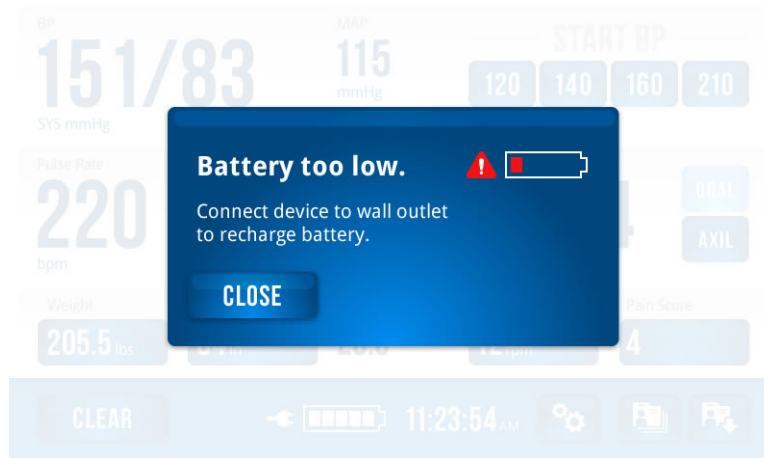 BP
MAP
START BP
151/83
115
mmHg
120 140 160 210
SYS mmHg
Battery too low.
Pulse Rate
Connect device to wall outlet
to recharge battery.
220
ORAL
AXIL
bpm
CLOSE
Weight
Pain Score
205.5 lbs
4
CLEAR
11:23:54 AM